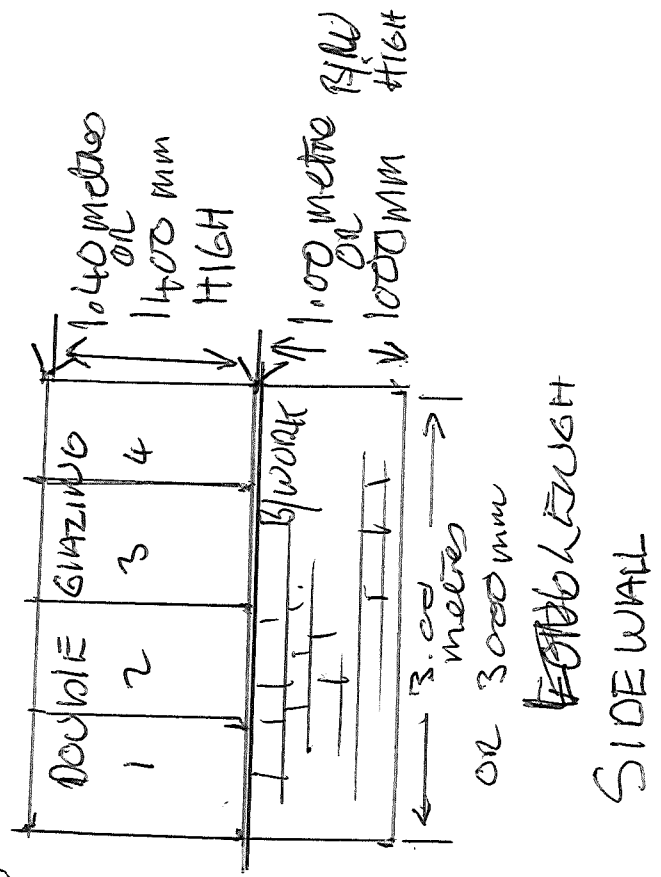 DOUBLE GLAZING
1 2 3 4
1.40 metres
OR
1400 mm
HIGH
B/WORK
1.00 metre
OR
1000 MM
HIGH
3.00
metres
OR 3000 mm
LENGH
SIDE WALL